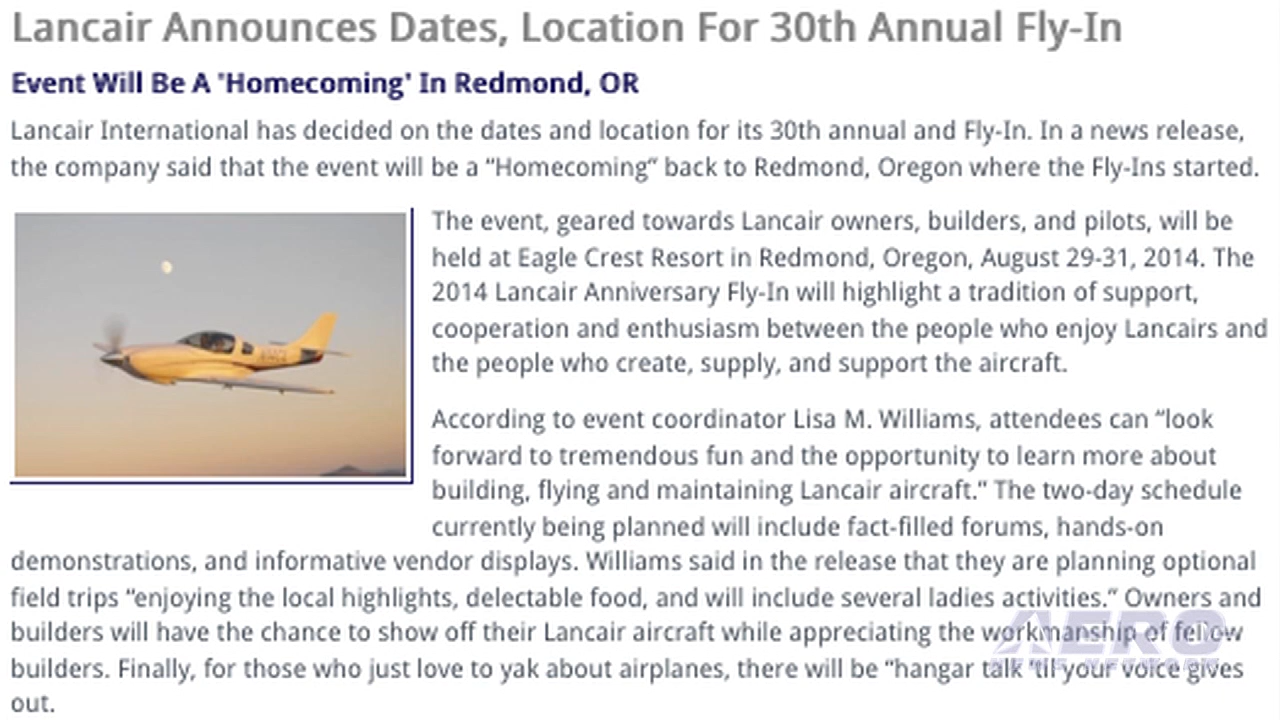 Lancair Announces Dates, Location For 30th Annual Fly-In
Event Will Be A 'Homecoming' In Redmond, OR
Lancair International has decided on the dates and location for its 30th annual and Fly-In. In a news release,
the company said that the event will be a “Homecoming“ back to Redmond, Oregon where the Fly-Ins started.
The event, geared towards Lancair owners, builders, and pilots, will be
held at Eagle Crest Resort in Redmond, Oregon, August 29-31, 2014. The
2014 Lancair Anniversary Fly-In will highlight a tradition of support,
cooperation and enthusiasm between the people who enjoy Lancairs and
the people who create, supply, and support the aircraft.
According to event coordinator Lisa M. Williams, attendees can “look
forward to tremendous fun and the opportunity to learn more about
building, flying and maintaining Lancair aircraft.” The two-day schedule
currently being planned will include fact-filled forums, hands-on
demonstrations, and informative vendor displays. Williams said in the release that they are planning optional
field trips “enjoying the local highlights, delectable food, and will include several ladies activities.” Owners and
builders will have the chance to show off their Lancair aircraft while appreciating the workmanship of fellow
builders. Finally, for those who just love to yak about airplanes, there will be “hangar talk 'til your voice gives
out.
AERO
NEWS NETWORK